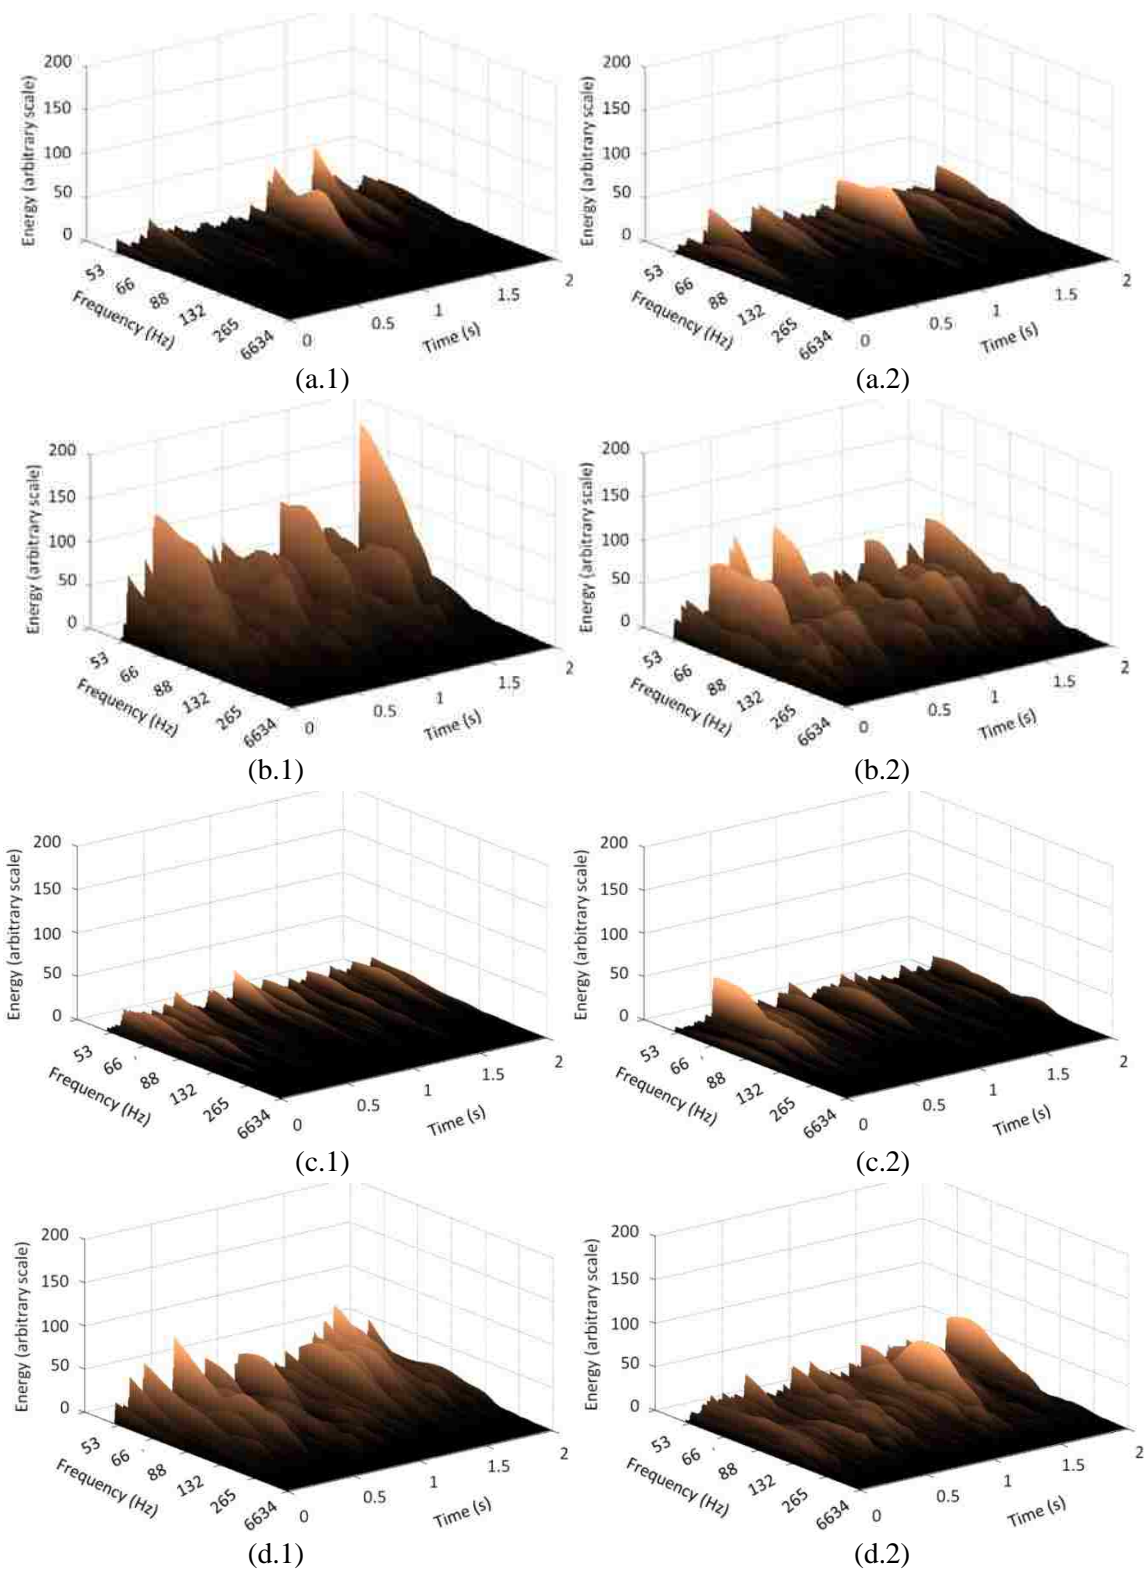 200 200
150 150
100 100
50 50
0 0
Energy (arbitrary scale) Energy (arbitrary scale)
53 66 88 132 265 6634 53 66 88 132 265 6634
Frequency (Hz) Frequency (Hz)
0 0.5 1 1.5 2 0 0.5 1 1.5 2
Time (s) Time (s)
(a.1) (a.2)
200 200
150 150
100 100
50 50
0 0
Energy (arbitrary scale) Energy (arbitrary scale)
53 66 88 132 265 6634 53 66 88 132 265 6634
Frequency (Hz) Frequency (Hz)
0 0.5 1 1.5 2 0 0.5 1 1.5 2
Time (s) Time (s)
(b.1) (b.2)
200 200
150 150
100 100
50 50
0 0
Energy (arbitrary scale) Energy (arbitrary scale)
53 66 88 132 265 6634 53 66 88 132 265 6634
Frequency (Hz) Frequency (Hz)
0 0.5 1 1.5 2 0 0.5 1 1.5 2
Time (s) Time (s)
(c.1) (c.2)
200 200
150 150
100 100
50 50
0 0
Energy (arbitrary scale) Energy (arbitrary scale)
53 66 88 132 265 6634 53 66 88 132 265 6634
Frequency (Hz) Frequency (Hz)
0 0.5 1 1.5 2 0 0.5 1 1.5 2
Time (s) Time (s)
(d.1) (d.2)